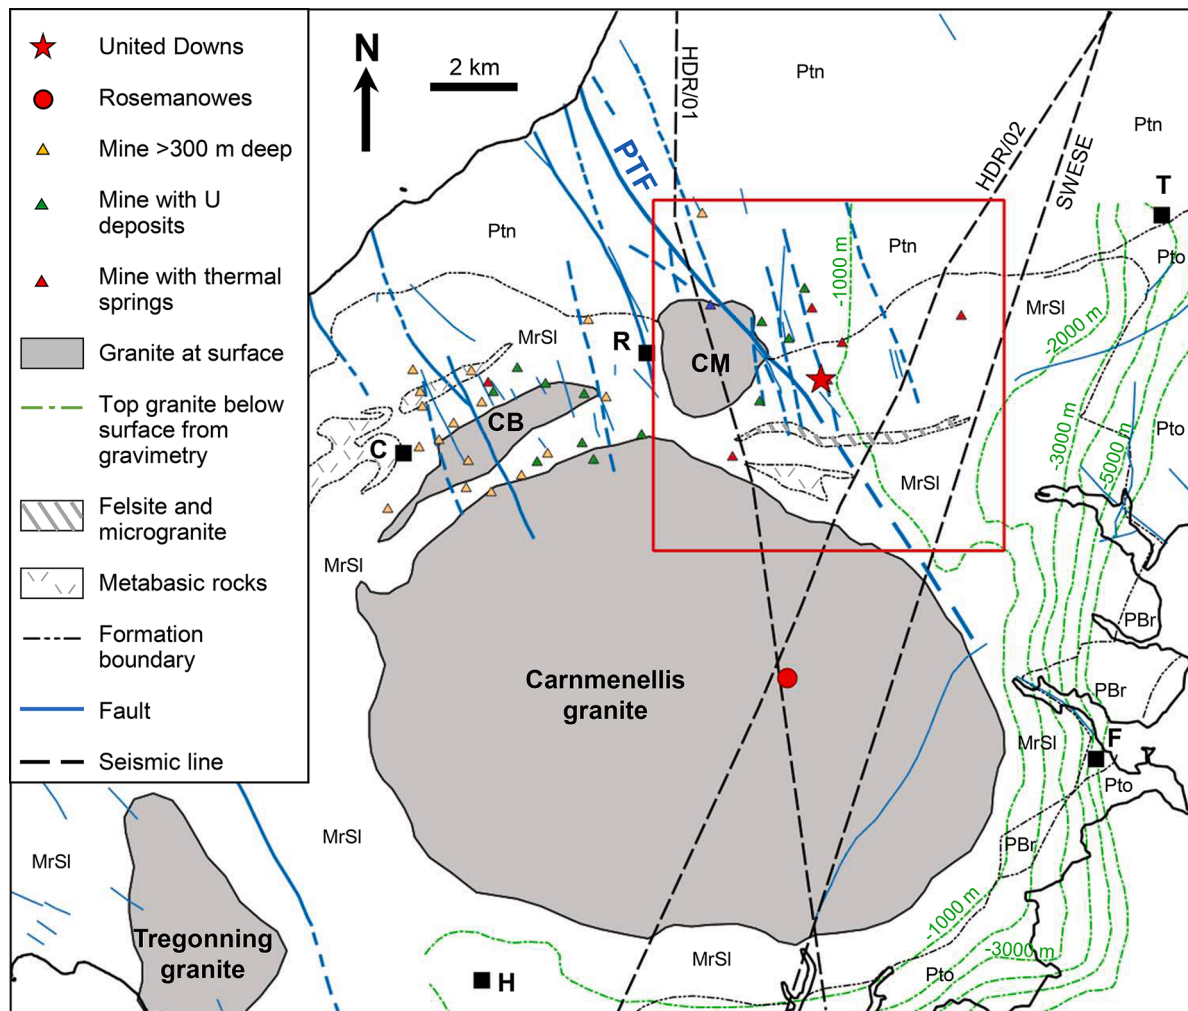 United Downs
Rosemanowes
Mine >300 m deep
Mine with U
deposits
Mine with thermal
springs
Granite at surface
Top granite below
surface from
gravimetry
Felsite and
microgranite
Metabasic rocks
Formation
boundary
Fault
Seismic line
N
2 km
HDR/01
Ptn
PTF
HDR/02
SWESE
Ptn
T
Ptn
-1000 m
Ptn
Pto
MrSl
MrSl
-2000 m
R
CM
CB
C
-3000 m
-5000 m
Pto
MrSl
MrSl
PBr
Carnmenellis
granite
PBr
MrSl
F
Pto
MrSl
MrSl
PBr
-1000 m
Tregonning
granite
MrSl
-3000 m
H
Pto